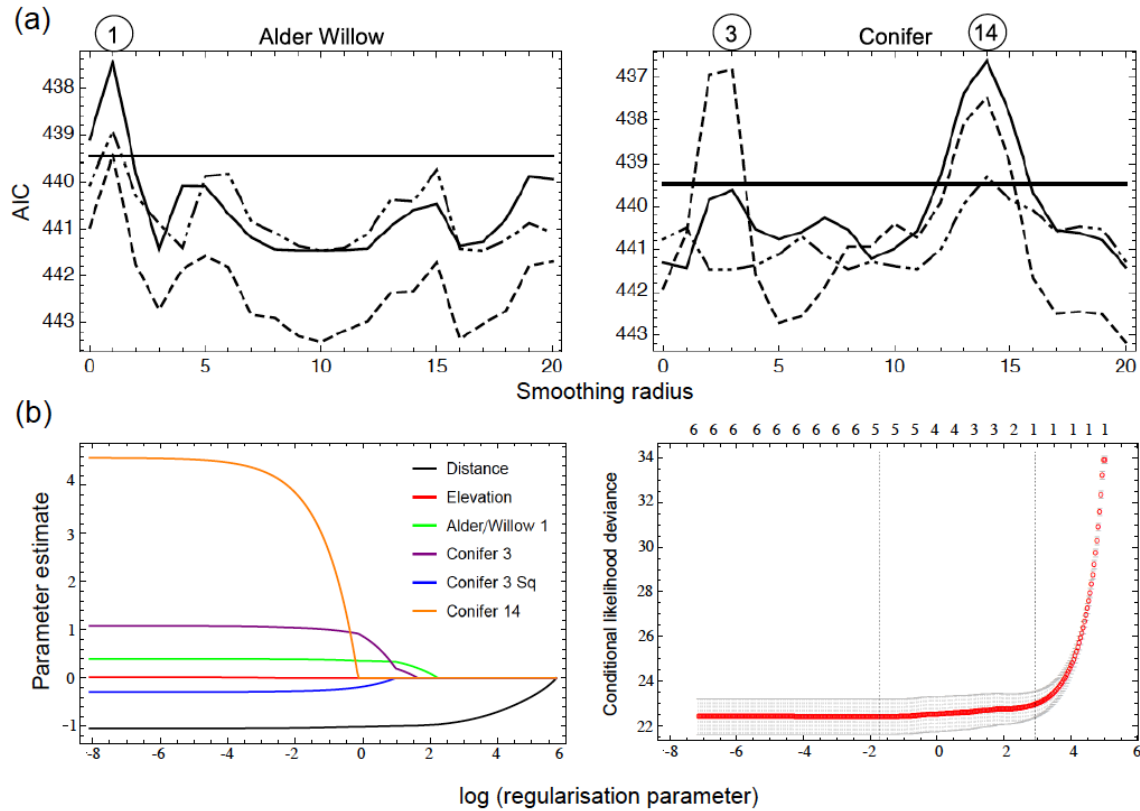 (a)
1 3 14
Alder Willow Conifer
438 439 440 441 442 443
437 438 439 440 441 442 443
AIC
0 5 10 15 20 0 5 10 15 20
Smoothing radius
(b)
6 6 6 6 6 6 6 6 6 5 5 5 4 4 3 3 2 1 1 1 1 1
Parameter estimate
4 3 2 1 0 -1
Distance
Elevation
Alder/Willow 1
Conifer 3
Conifer 3 Sq
Conifer 14
Conditional likelihood deviance
34 32 30 28 26 24 22
-8 -6 -4 -2 0 2 4 6 -8 -6 -4 -2 0 2 4 6
log (regularisation parameter)